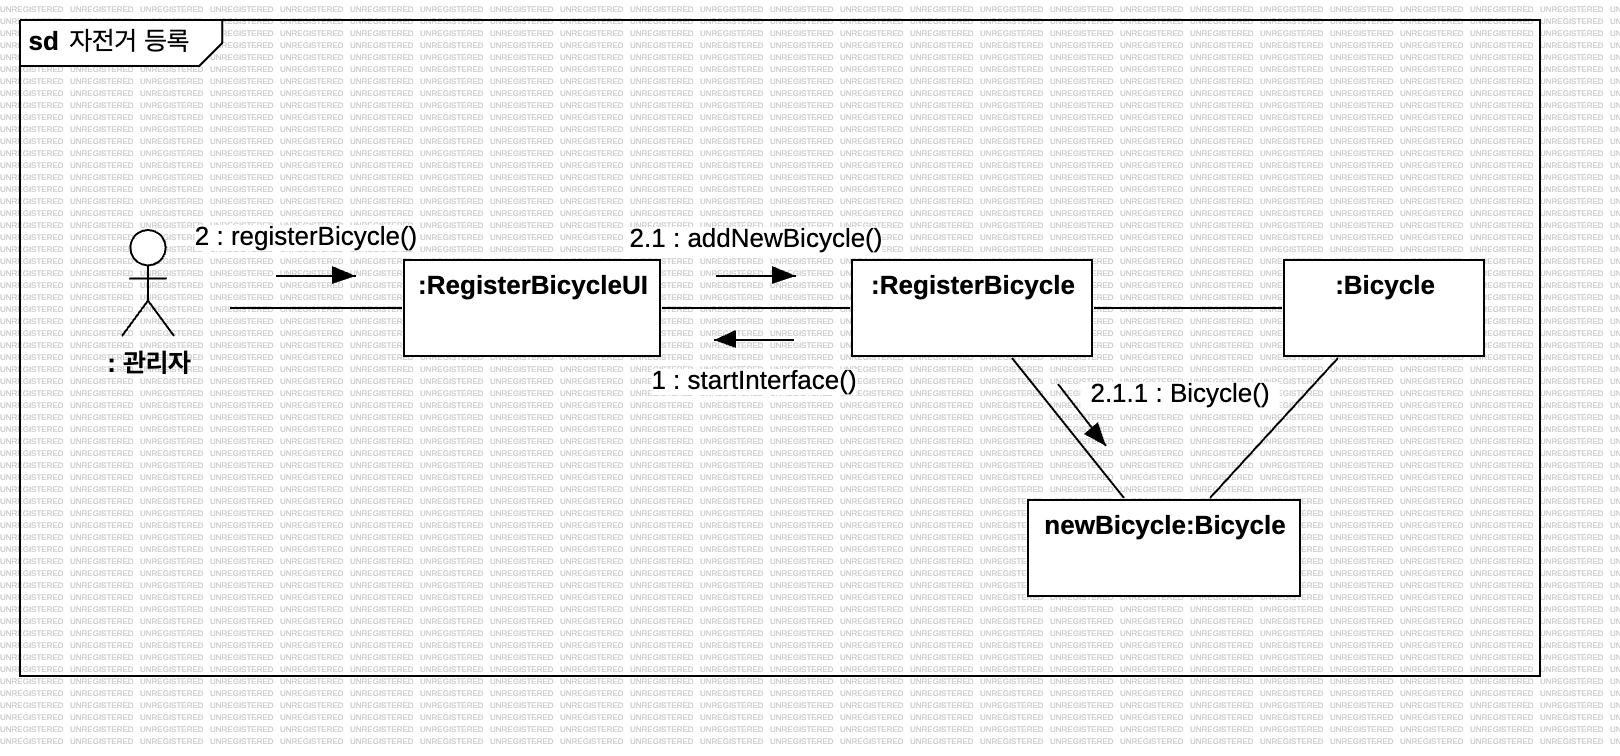 sd 자전거 등록
2 : registerBicycle()
2.1 : addNewBicycle()
:RegisterBicycleUI
:RegisterBicycle
:Bicycle
: 관리자
1 : startInterface()
2.1.1 : Bicycle()
newBicycle:Bicycle
UNREGISTERED